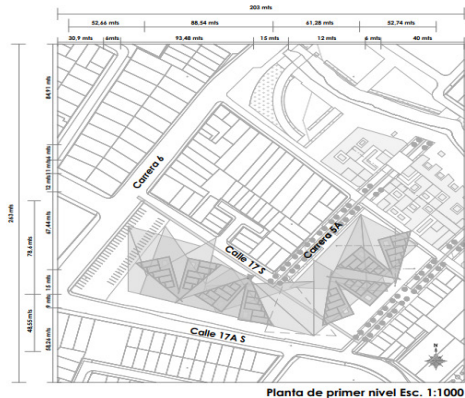 203 mts
52.66 mts 88.54 mts 61.28 mts 52.74 mts
30.9 mts 6mts 93.48 mts 15 mts 12 mts 6 mts 40 mts
84.91 mts
263 mts
67.44 mts
78.6 mts
15 mts
9 mts
48.55 mts
58.24 mts
Carrera 6
Calle 17 S
Carrera 5A
Calle 17A S
N
Planta de primer nivel Esc. 1:1000